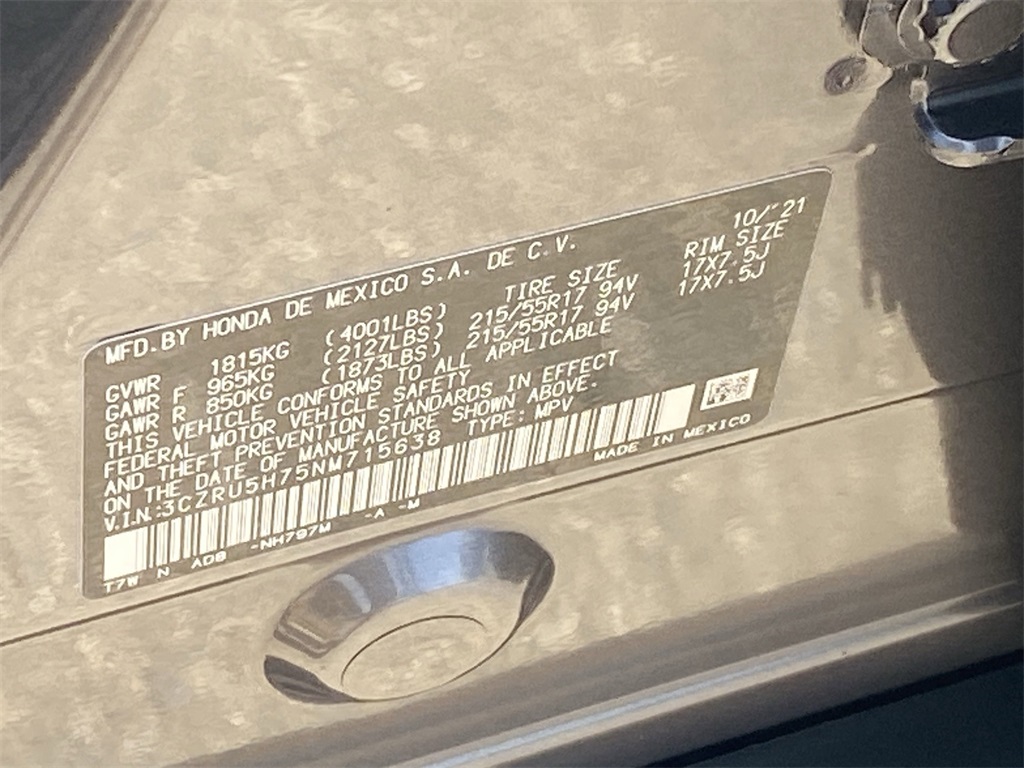 MFD.BY HONDA DE MEXICO S.A. DE C.V. 10/"21
GVWR 1815KG (4001LBS) TIRE SIZE RIM SIZE
GAWR F 965KG (2127LBS) 215/55R17 94V 17X7.5J
GAWR R 850KG (1873LBS) 215/55R17 94V 17X7.5J
THIS VEHICLE CONFORMS TO ALL APPLICABLE
FEDERAL MOTOR VEHICLE SAFETY
AND THEFT PREVENTION STANDARDS IN EFFECT
ON THE DATE OF MANUFACTURE SHOWN ABOVE.
V.I.N.:3CZRU5H75NM715638 TYPE: MPV
MADE IN MEXICO
T7W N AD9 -NH797M -A -M